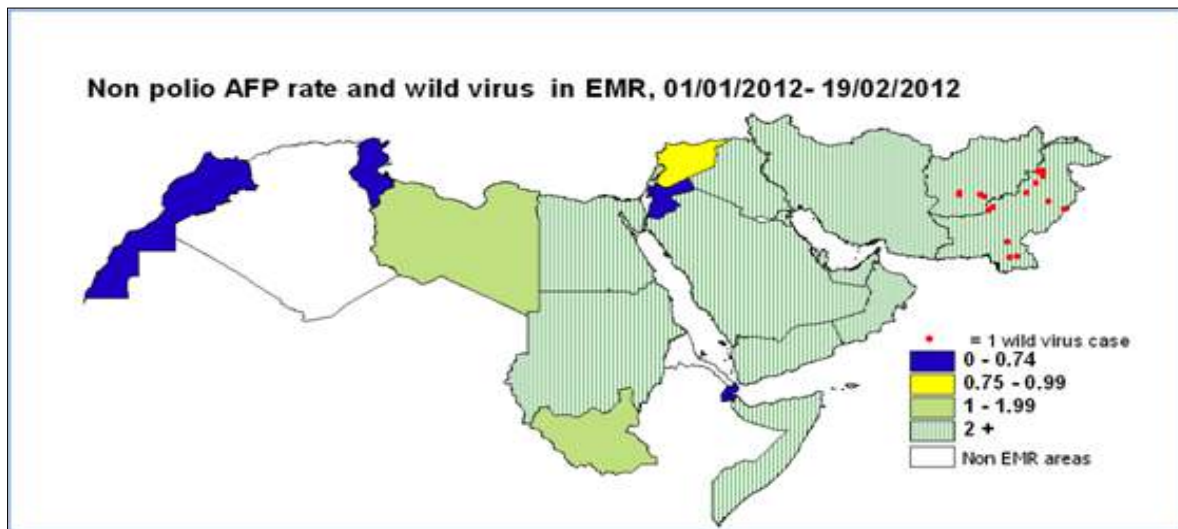 Non polio AFP rate and wild virus in EMR, 01/01/2012- 19/02/2012
= 1 wild virus case
0 - 0.74
0.75 - 0.99
1 - 1.99
2 +
Non EMR areas